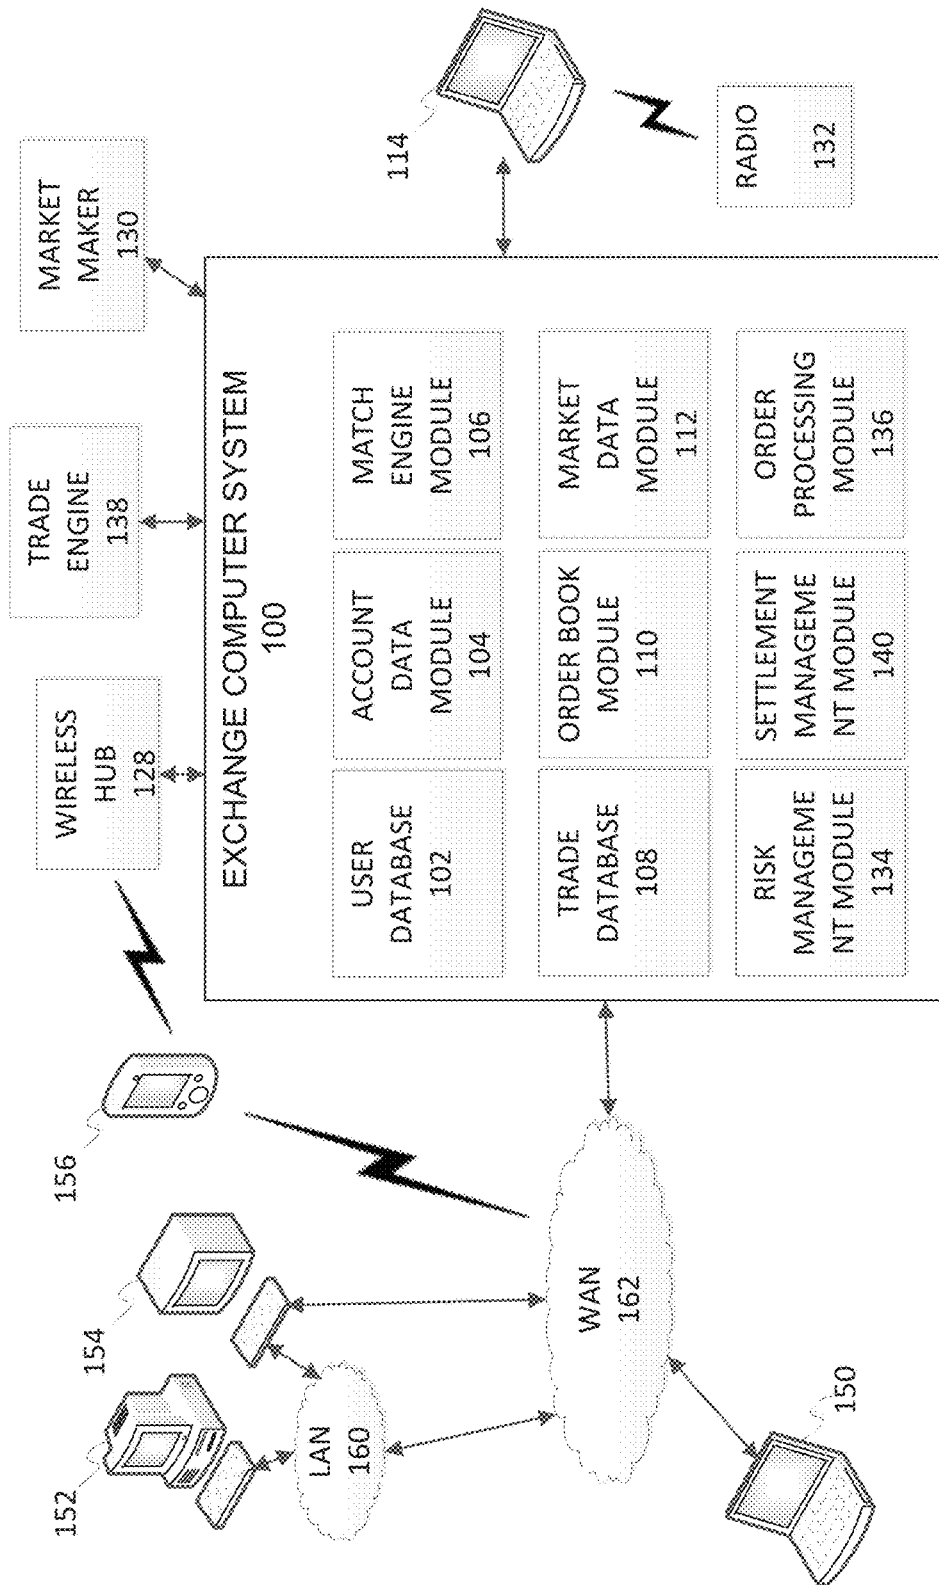 152
154
156
LAN
160
WAN
162
150
WIRELESS
HUB
128
TRADE
ENGINE
138
MARKET
MAKER
130
EXCHANGE COMPUTER SYSTEM
100
USER
DATABASE
102
ACCOUNT
DATA
MODULE
104
MATCH
ENGINE
MODULE
106
TRADE
DATABASE
108
ORDER BOOK
MODULE
110
MARKET
DATA
MODULE
112
RISK
MANAGEME
NT MODULE
134
SETTLEMENT
MANAGEME
NT MODULE
140
ORDER
PROCESSING
MODULE
136
114
RADIO
132